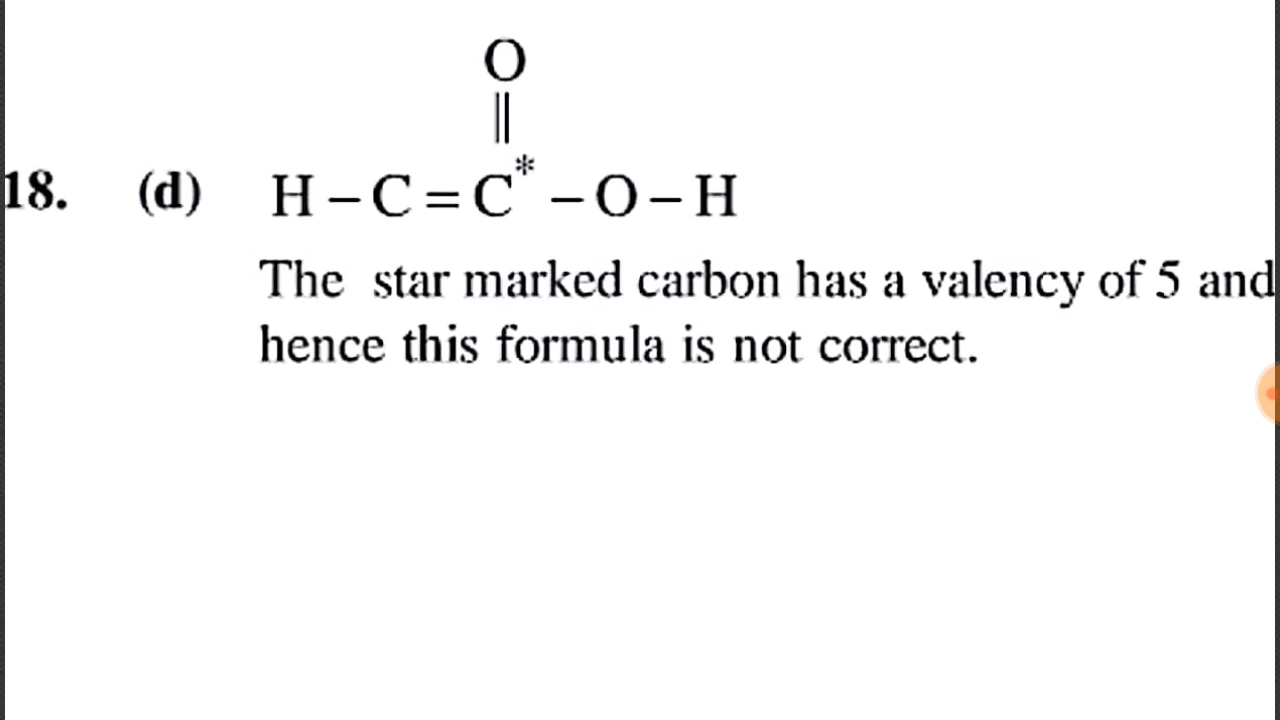 O
||
18. (d) H – C = C* – O – H
The star marked carbon has a valency of 5 and
hence this formula is not correct.